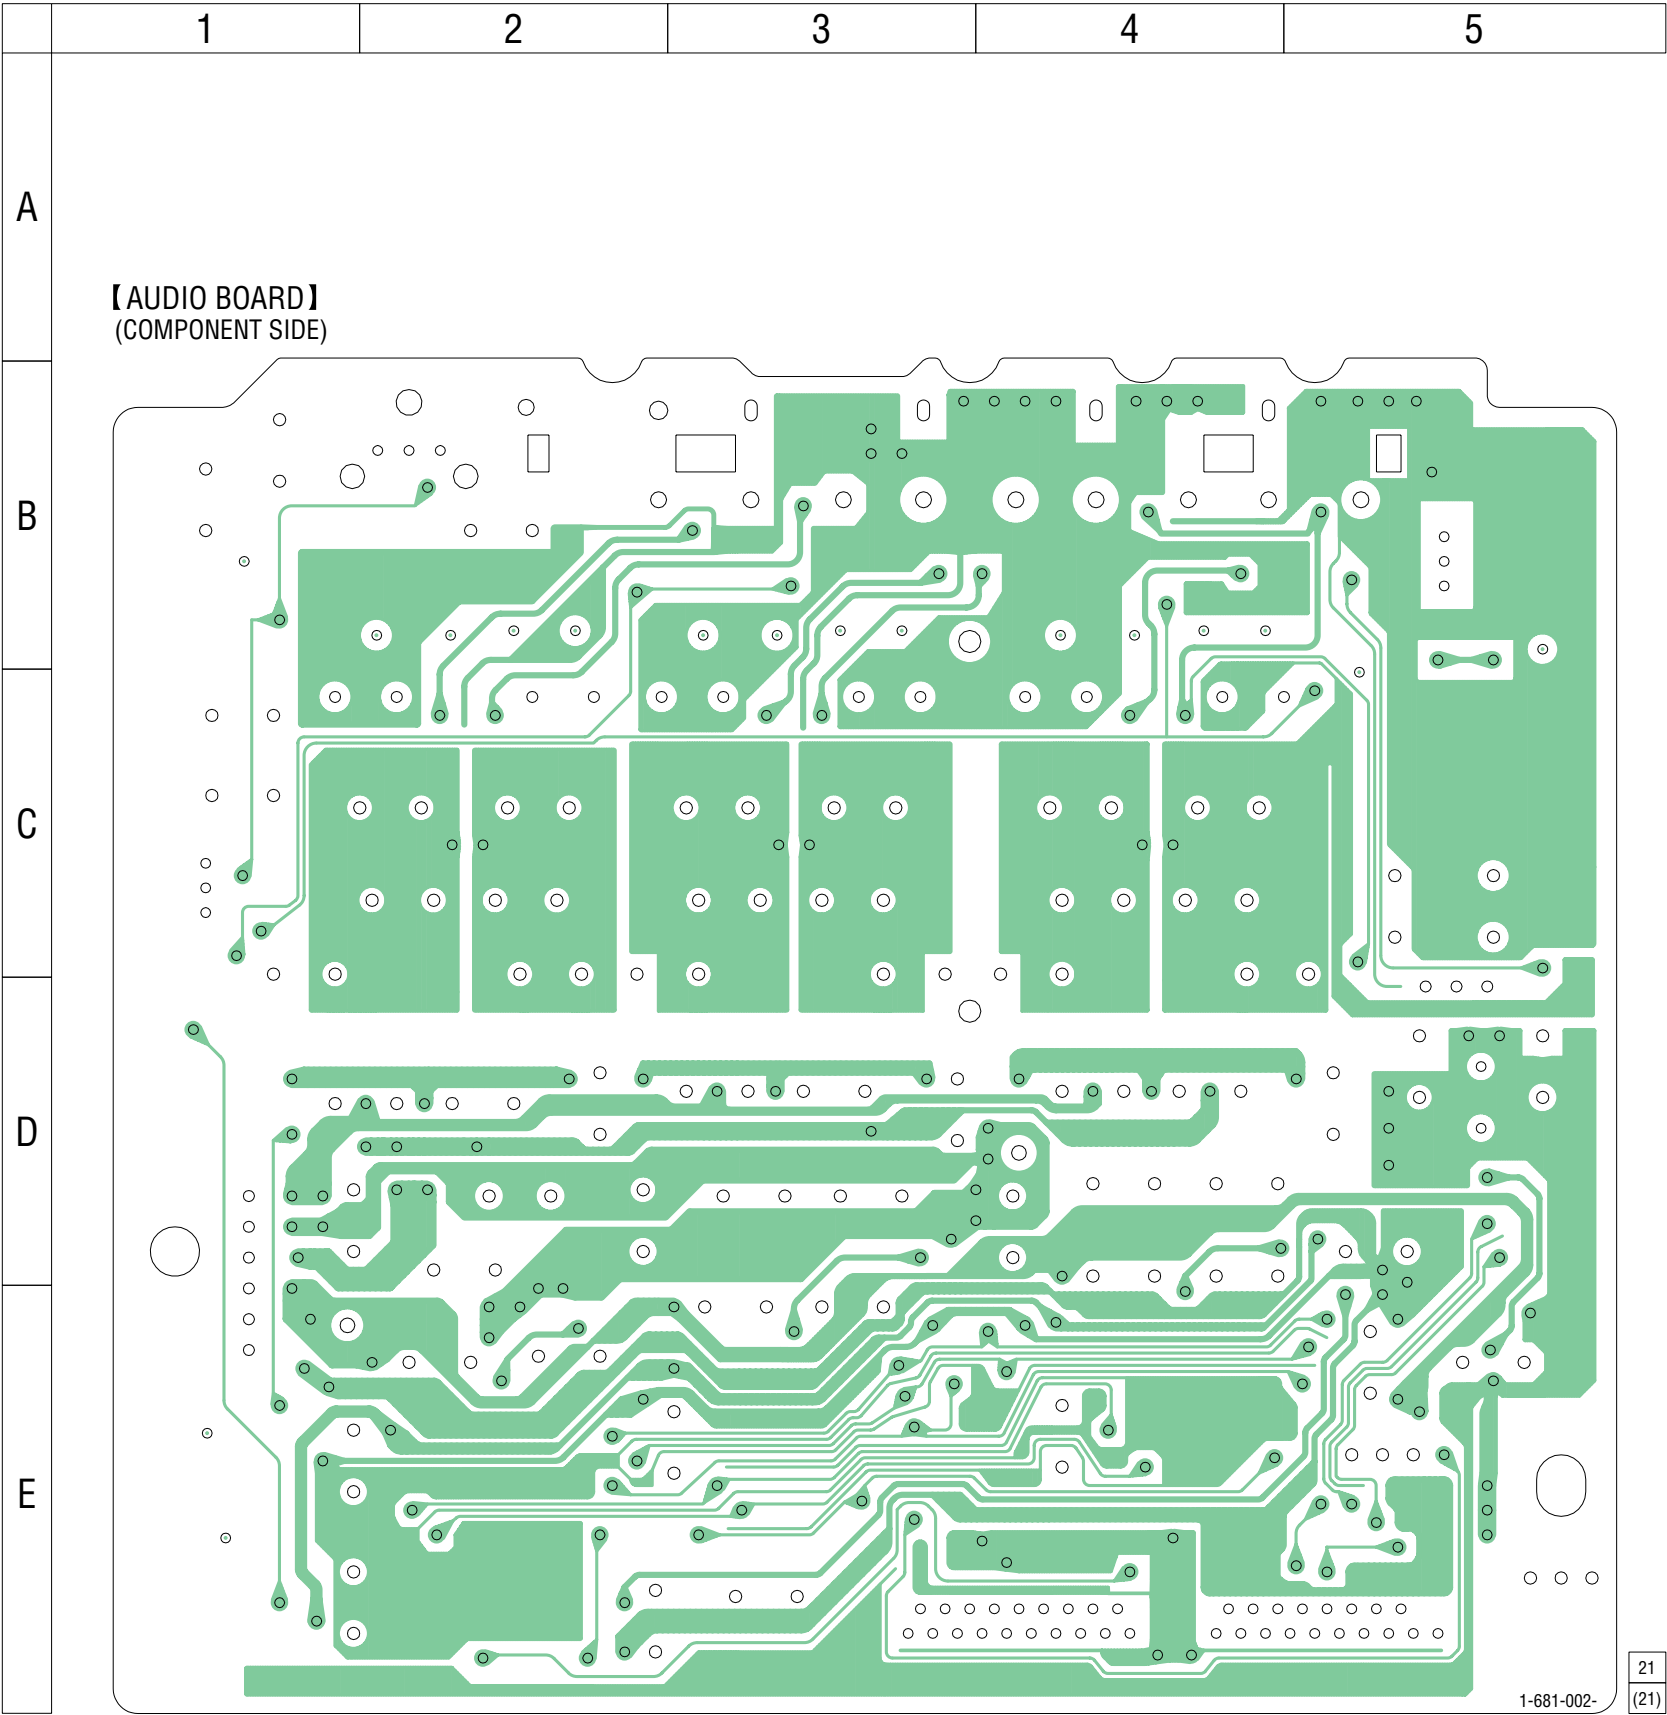 1 2 3 4 5
A
【AUDIO BOARD】
(COMPONENT SIDE)
B
C
D
E
21
1-681-002- (21)